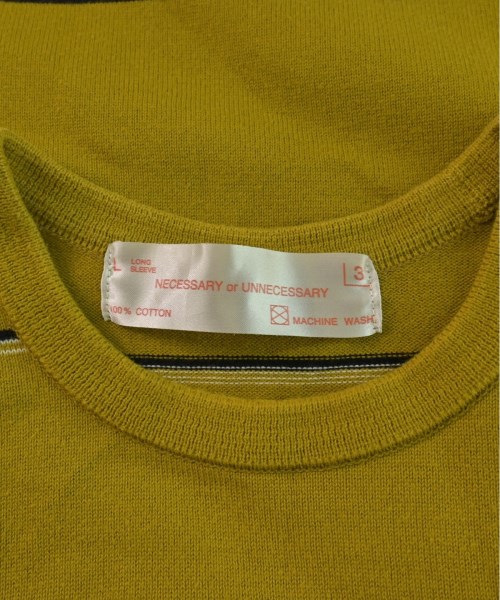 L LONG
SLEEVE
3
NECESSARY or UNNECESSARY
100% COTTON
MACHINE WASH